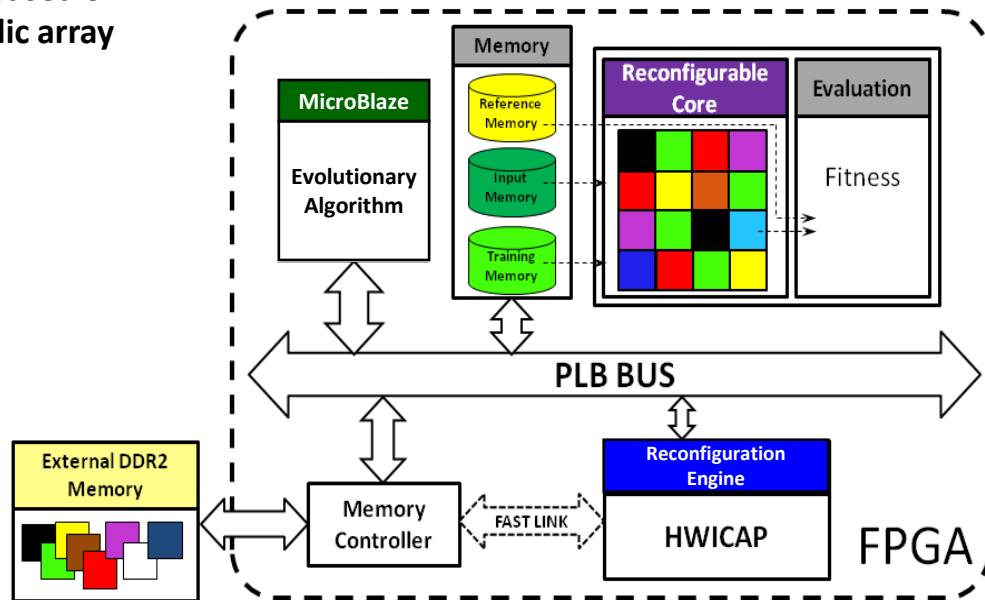 lic array
MicroBlaze
Evolutionary
Algorithm
Memory
Reference
Memory
Input
Memory
Training
Memory
Reconfigurable
Core
Evaluation
Fitness
PLB BUS
External DDR2
Memory
Memory
Controller
FAST LINK
Reconfiguration
Engine
HWICAP
FPGA